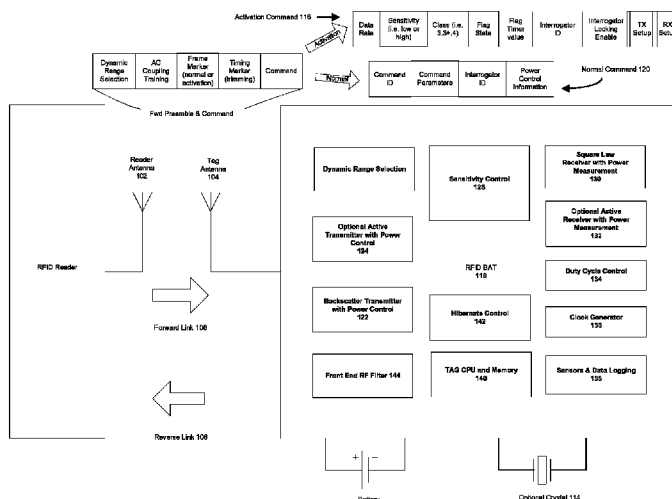 Activation Command 116
Data Rate
Sensitivity (i.e. low or high)
Class (i.e. 3,3+,4)
Flag State
Flag Timer value
Interrogator ID
Interrogator Locking Enable
TX Setup
RX Setup
Activation
Dynamic Range Selection
AC Coupling Training
Frame Marker (normal or activation)
Timing Marker (trimming)
Command
Normal
Command ID
Command Parameters
Interrogator ID
Power Control Information
Normal Command 120
Fwd Preamble & Command
Reader Antenna 102
Tag Antenna 104
RFID Reader
Forward Link 108
Reverse Link 108
Dynamic Range Selection
Sensitivity Control
Square Law Receiver with Power Measurement 130
Optional Active Transmitter with Power Control 124
Optional Active Receiver with Power Measurement 132
RFID BAT 118
Duty Cycle Control 134
Backscatter Transmitter with Power Control 122
Hibernate Control 142
Clock Generator
Front End RF Filter 144
TAG CPU and Memory 140
Sensors & Data Logging
+ −
Battery
Optional Crystal 114